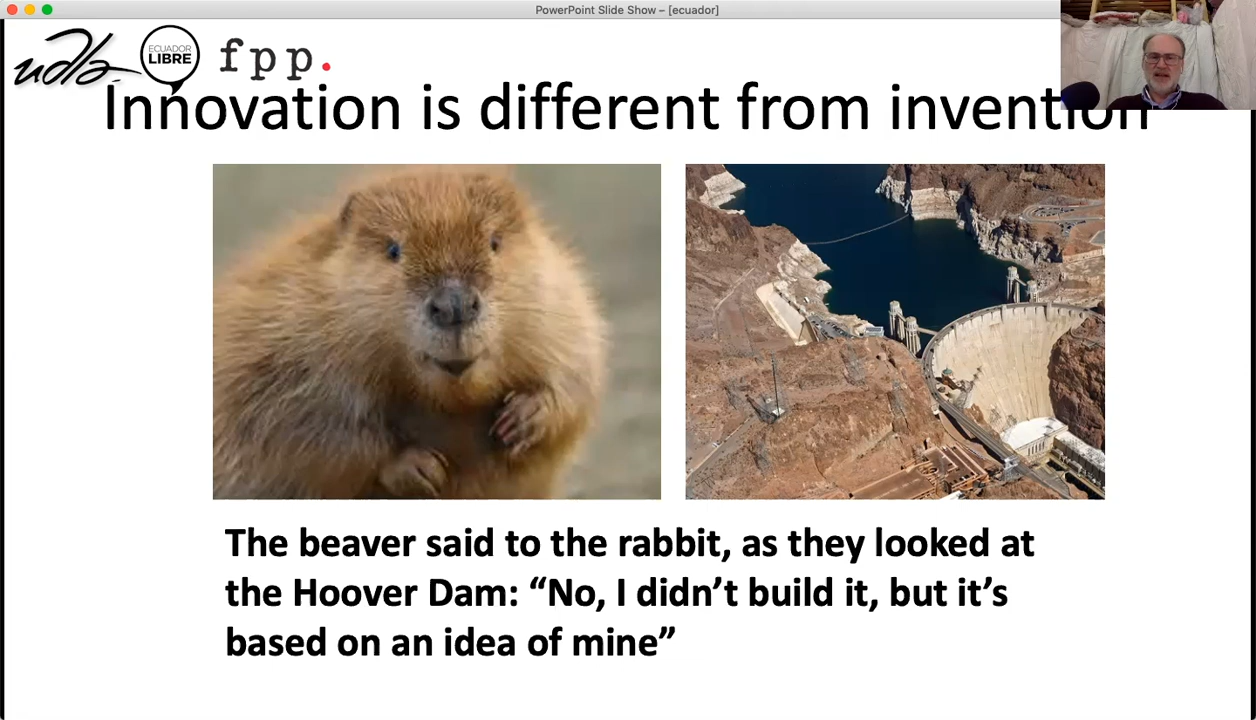 PowerPoint Slide Show – [ecuador]
udla
ECUADOR
LIBRE
fpp.
Innovation is different from invention
The beaver said to the rabbit, as they looked at
the Hoover Dam: “No, I didn’t build it, but it’s
based on an idea of mine”